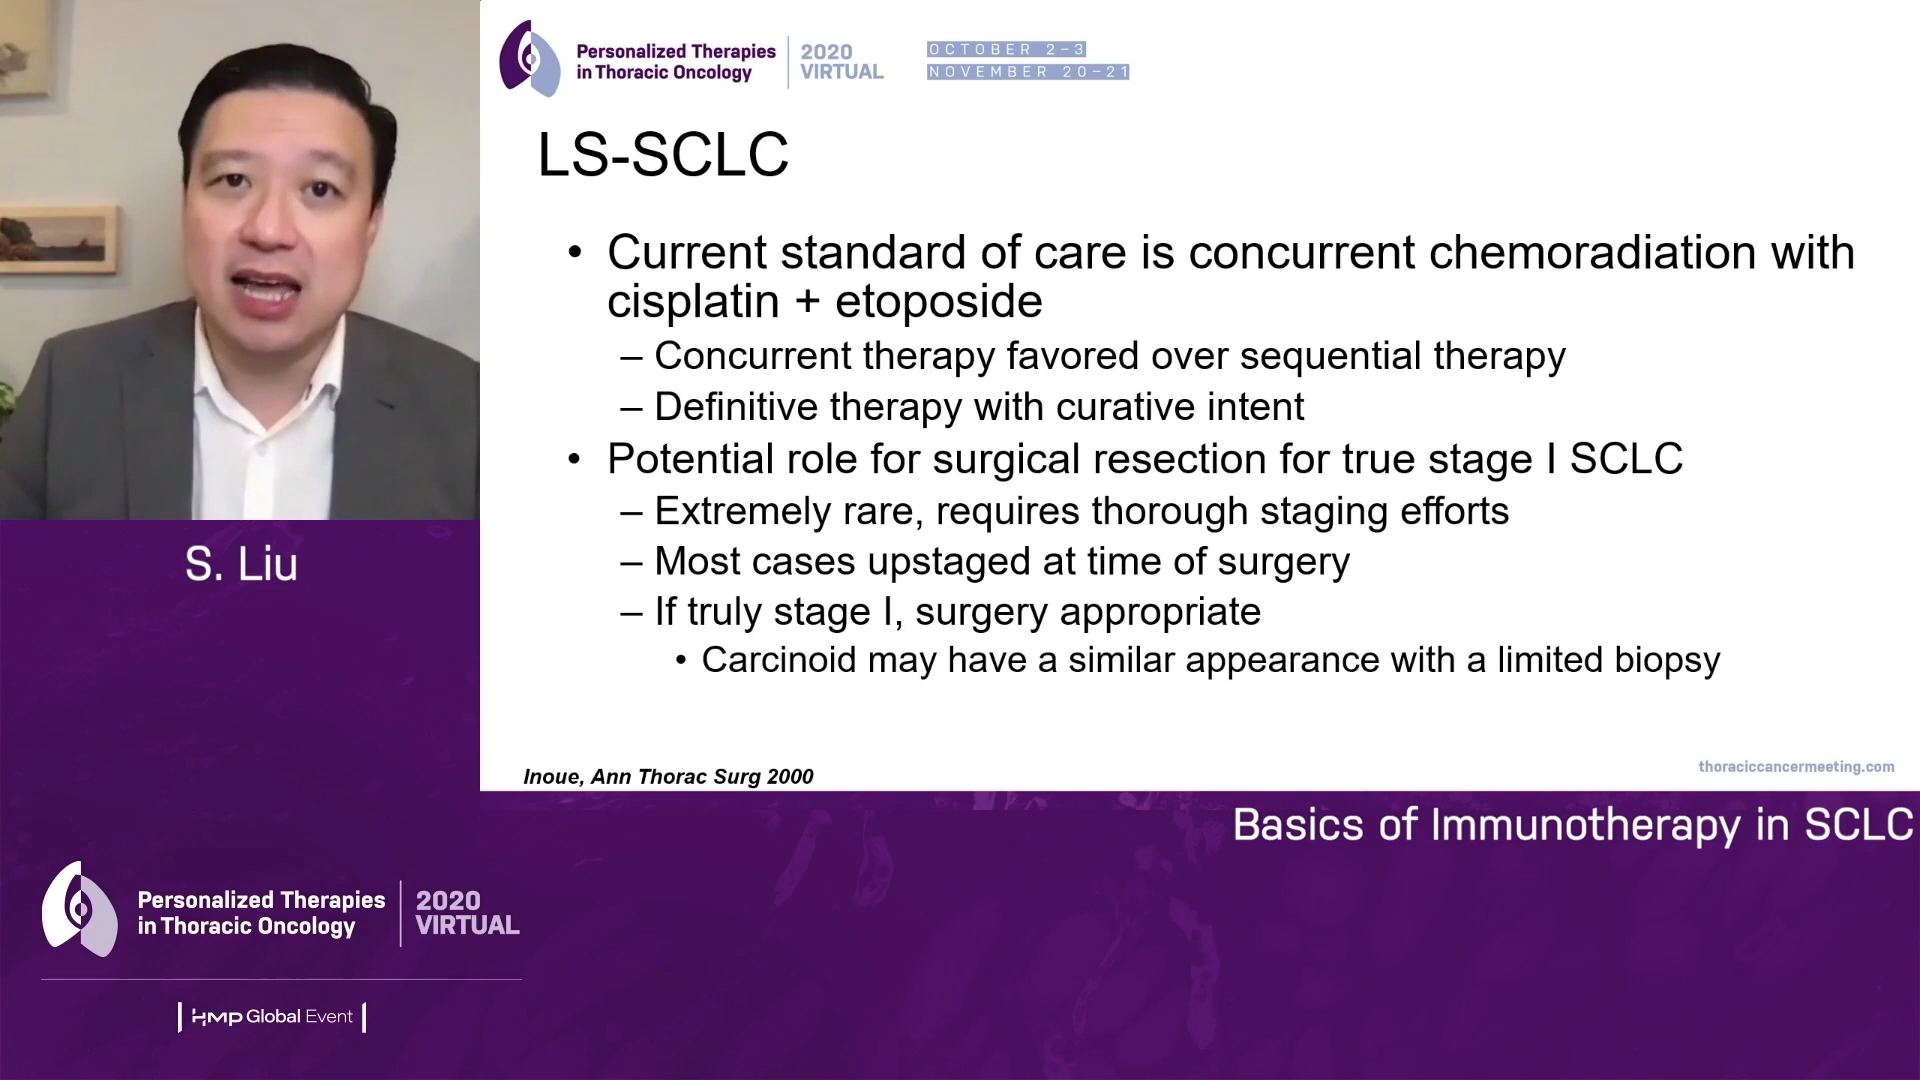 Personalized Therapies
in Thoracic Oncology
2020
VIRTUAL
OCTOBER 2–3
NOVEMBER 20–21
LS-SCLC
• Current standard of care is concurrent chemoradiation with
cisplatin + etoposide
– Concurrent therapy favored over sequential therapy
– Definitive therapy with curative intent
• Potential role for surgical resection for true stage I SCLC
– Extremely rare, requires thorough staging efforts
– Most cases upstaged at time of surgery
– If truly stage I, surgery appropriate
• Carcinoid may have a similar appearance with a limited biopsy
Inoue, Ann Thorac Surg 2000
thoraciccancermeeting.com
S. Liu
Basics of Immunotherapy in SCLC
Personalized Therapies
in Thoracic Oncology
2020
VIRTUAL
HMP Global Event